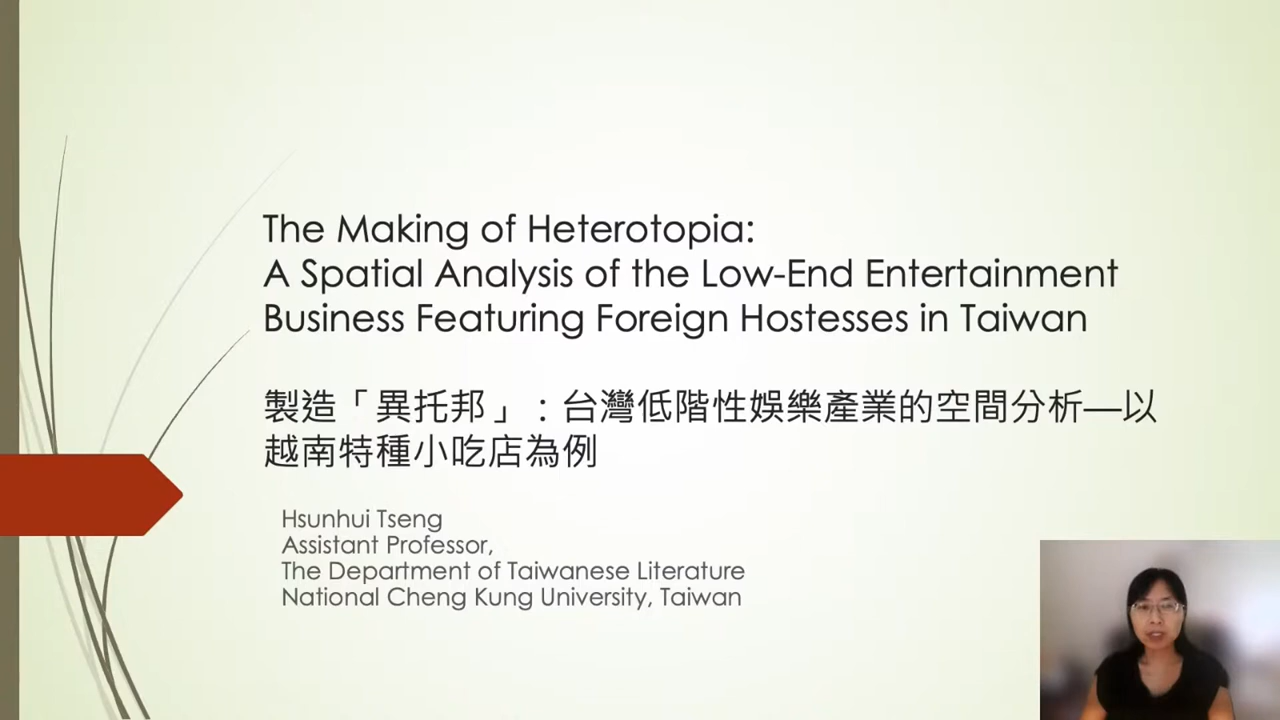 The Making of Heterotopia:
A Spatial Analysis of the Low-End Entertainment
Business Featuring Foreign Hostesses in Taiwan
製造「異托邦」：台灣低階性娛樂產業的空間分析—以
越南特種小吃店為例
Hsunhui Tseng
Assistant Professor,
The Department of Taiwanese Literature
National Cheng Kung University, Taiwan